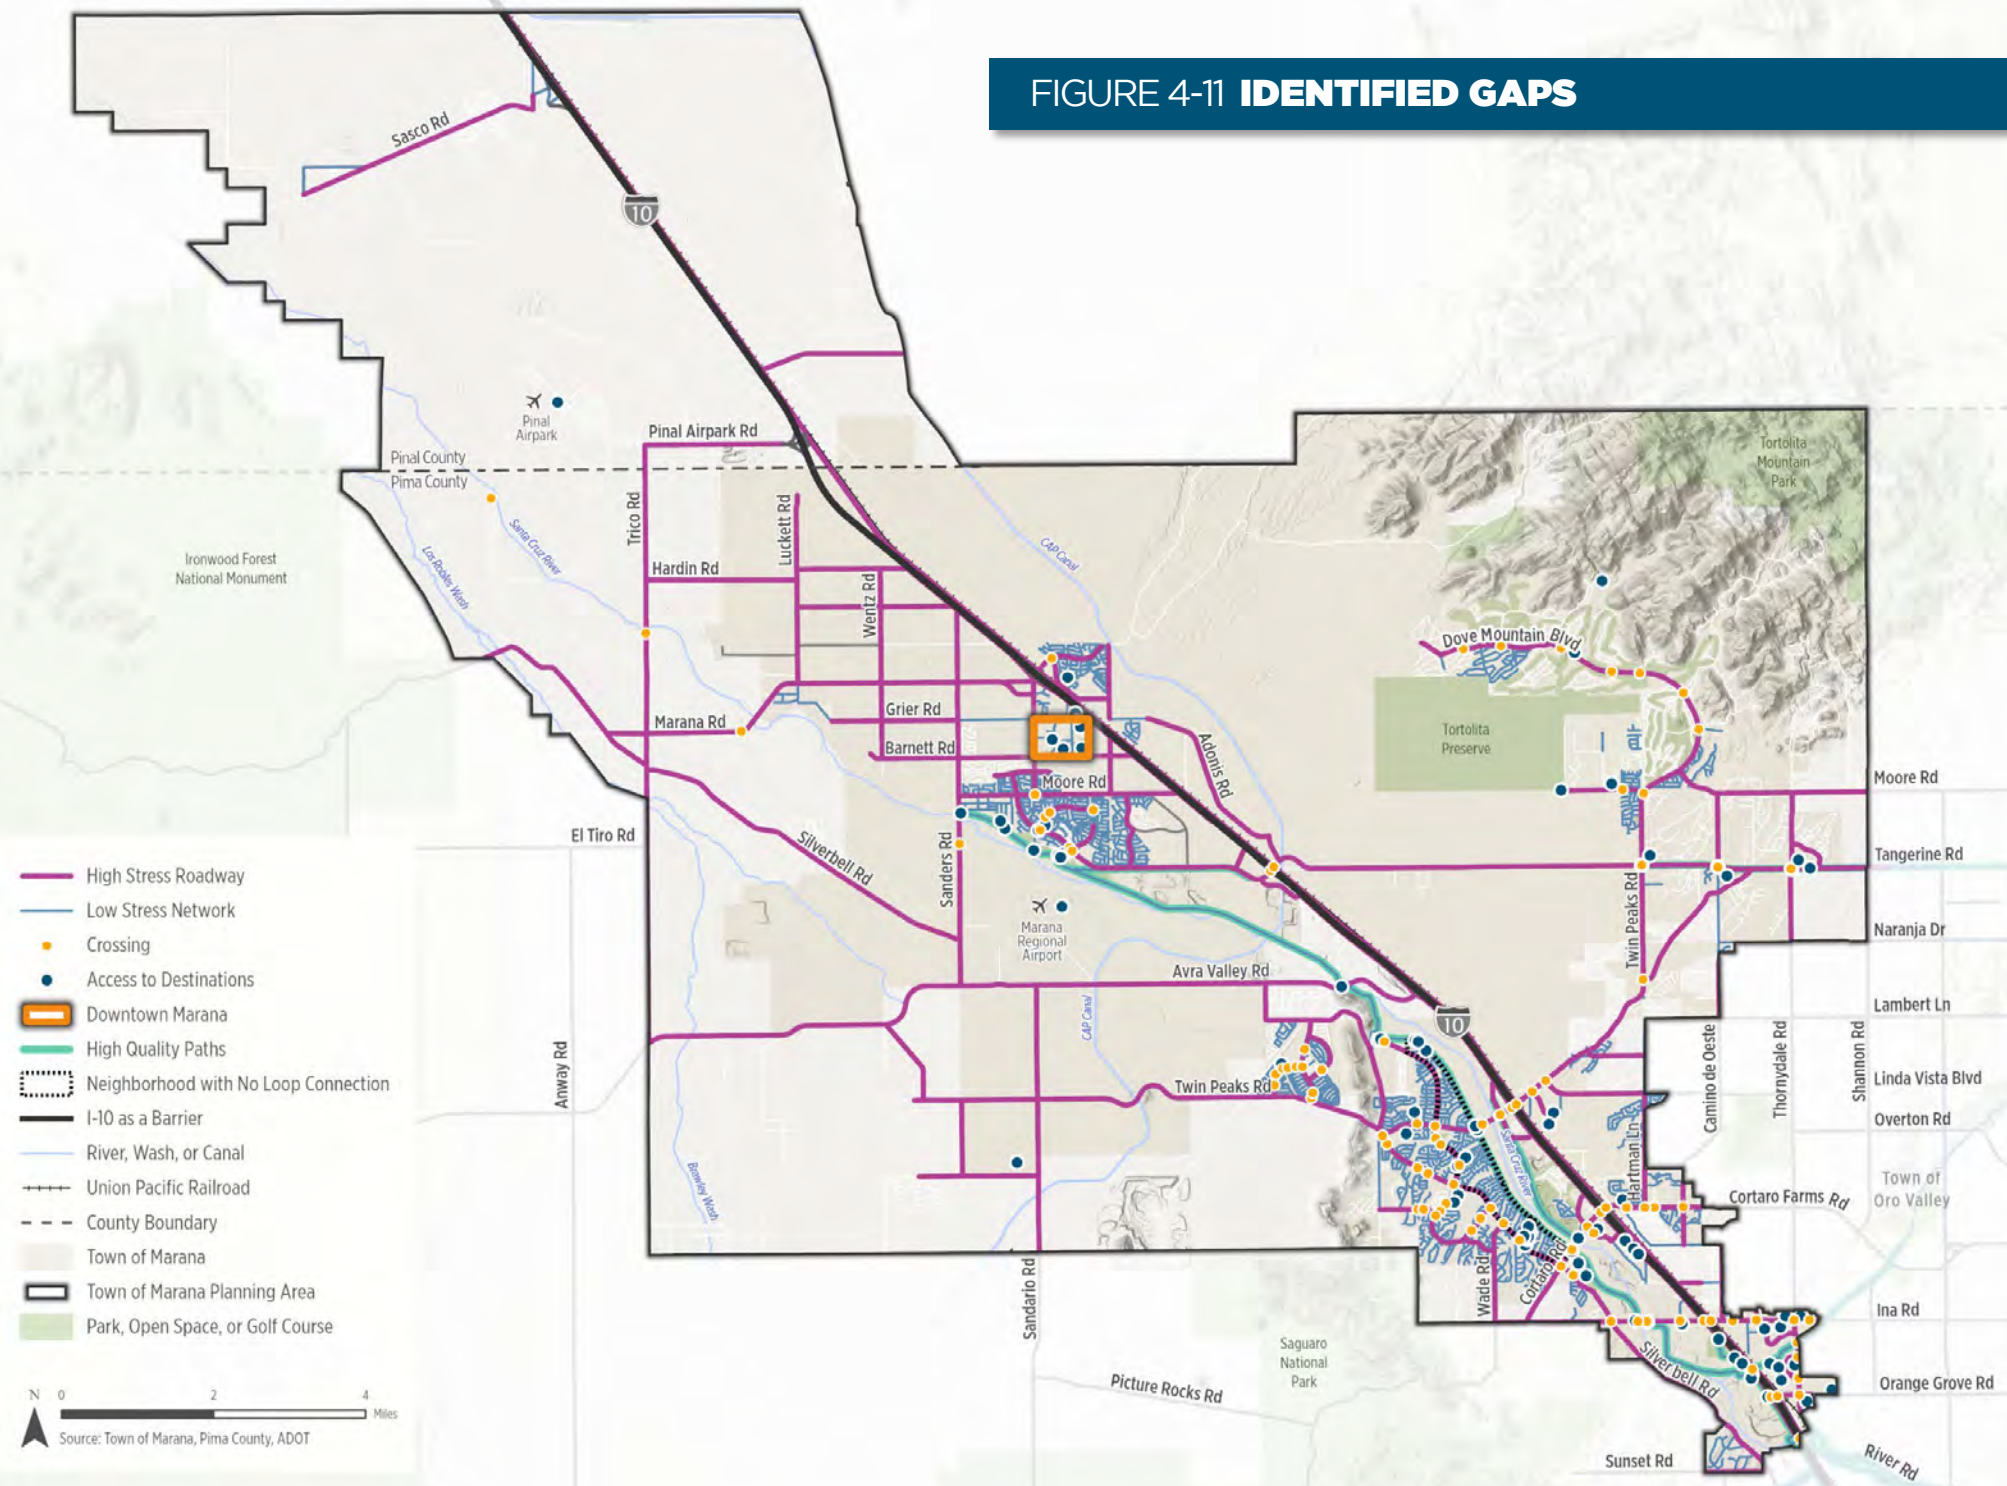 FIGURE 4-11 IDENTIFIED GAPS
Sasco Rd
10
Pinal
Airpark
Pinal Airpark Rd
Pinal County
Pima County
Tortolita
Mountain
Park
Trico Rd
Luckett Rd
Santa Cruz River
Los Robles Wash
CAP Canal
Ironwood Forest
National Monument
Hardin Rd
Wentz Rd
Dove Mountain Blvd
Marana Rd
Grier Rd
Barnett Rd
Adonis Rd
Tortolita
Preserve
Moore Rd
Moore Rd
El Tiro Rd
Silverbell Rd
Sanders Rd
Tangerine Rd
Twin Peaks Rd
Marana
Regional
Airport
Naranja Dr
Avra Valley Rd
CAP Canal
10
Lambert Ln
Anway Rd
Camino de Oeste
Thornydale Rd
Shannon Rd
Twin Peaks Rd
Linda Vista Blvd
Overton Rd
Hartman Ln
Santa Cruz River
Brawley Wash
Town of
Oro Valley
Cortaro Farms Rd
Wade Rd
Cortaro Rd
Sandario Rd
Ina Rd
Saguaro
National
Park
Silverbell Rd
Picture Rocks Rd
Orange Grove Rd
Sunset Rd
River Rd
High Stress Roadway
Low Stress Network
Crossing
Access to Destinations
Downtown Marana
High Quality Paths
Neighborhood with No Loop Connection
I-10 as a Barrier
River, Wash, or Canal
Union Pacific Railroad
County Boundary
Town of Marana
Town of Marana Planning Area
Park, Open Space, or Golf Course
N 0 2 4
Miles
Source: Town of Marana, Pima County, ADOT